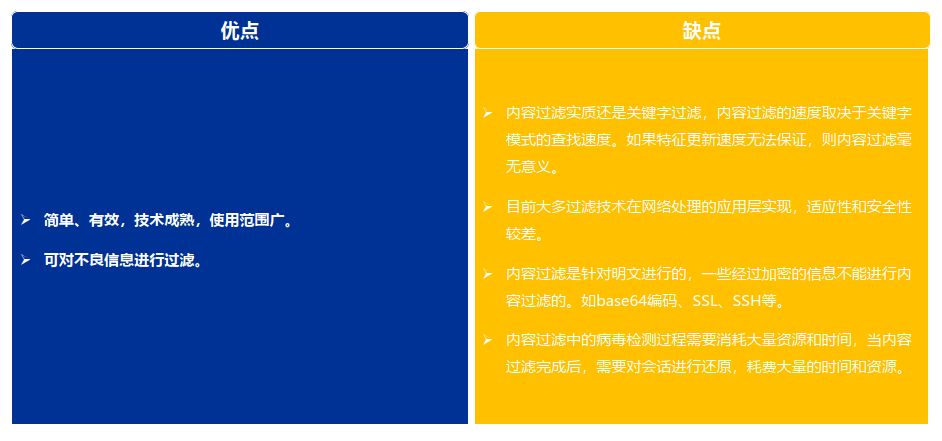 优点
简单、有效，技术成熟，使用范围广。
可对不良信息进行过滤。
缺点
内容过滤实质还是关键字过滤，内容过滤的速度取决于关键字
模式的查找速度。如果特征更新速度无法保证，则内容过滤毫
无意义。
目前大多过滤技术在网络处理的应用层实现，适应性和安全性
较差。
内容过滤是针对明文进行的，一些经过加密的信息不能进行内
容过滤的。如base64编码、SSL、SSH等。
内容过滤中的病毒检测过程需要消耗大量资源和时间，当内容
过滤完成后，需要对会话进行还原，耗费大量的时间和资源。